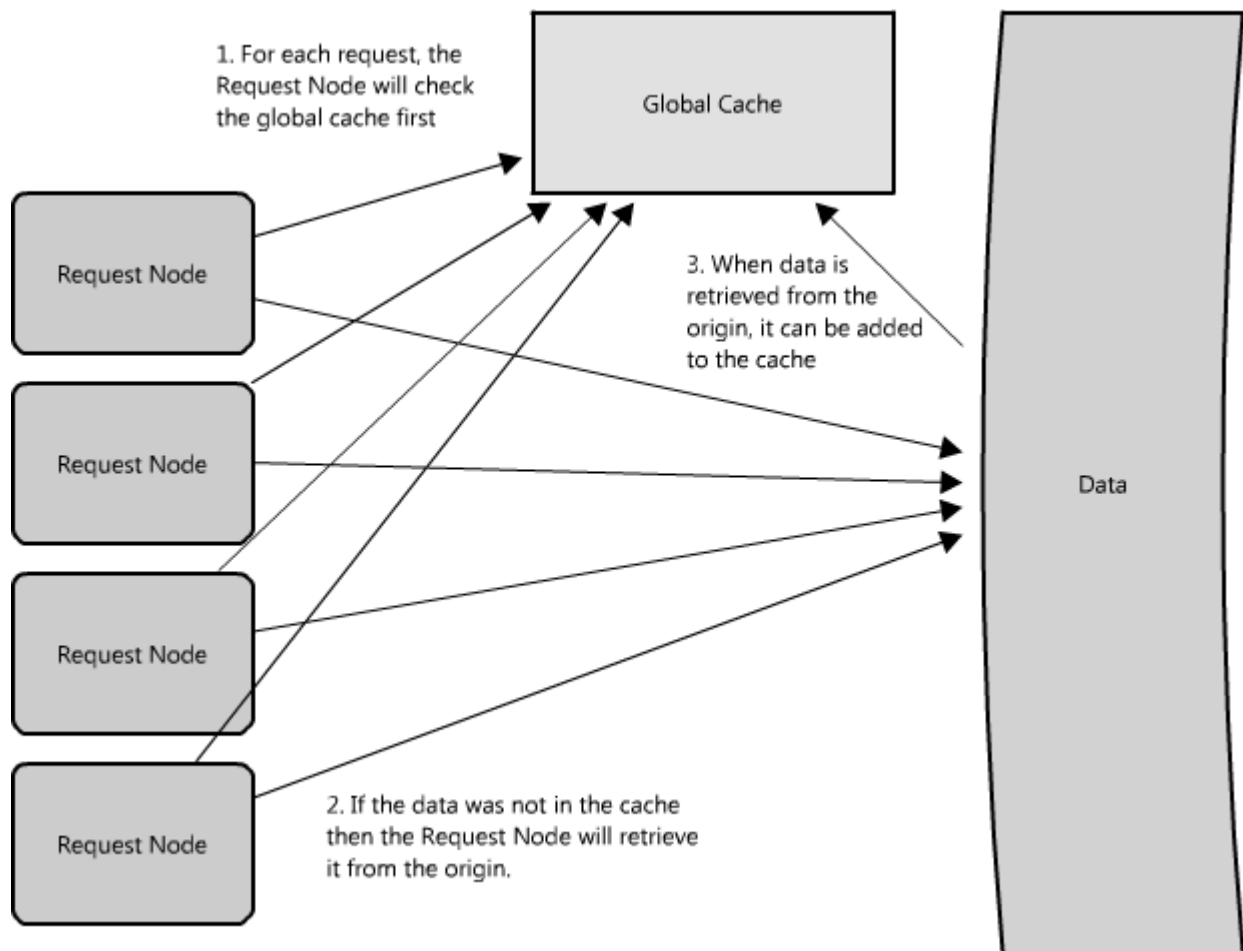 1. For each request, the
Request Node will check
the global cache first
Global Cache
Request Node
3. When data is
retrieved from the
origin, it can be added
to the cache
Request Node
Data
Request Node
2. If the data was not in the cache
then the Request Node will retrieve
it from the origin.
Request Node